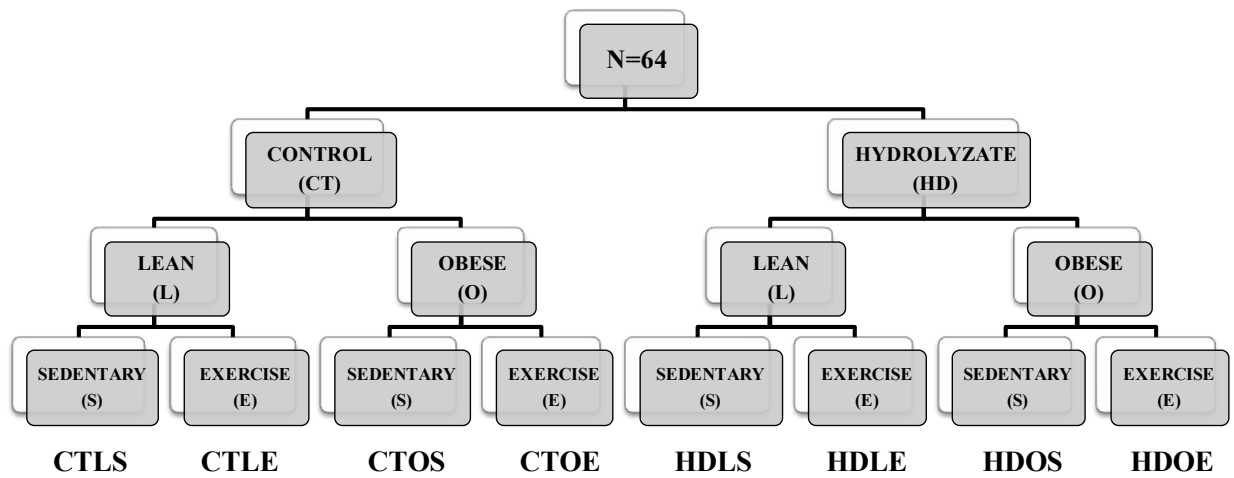 N=64
CONTROL
(CT)
HYDROLYZATE
(HD)
LEAN
(L)
OBESE
(O)
LEAN
(L)
OBESE
(O)
SEDENTARY
(S)
EXERCISE
(E)
SEDENTARY
(S)
EXERCISE
(E)
SEDENTARY
(S)
EXERCISE
(E)
SEDENTARY
(S)
EXERCISE
(E)
CTLS CTLE CTOS CTOE HDLS HDLE HDOS HDOE